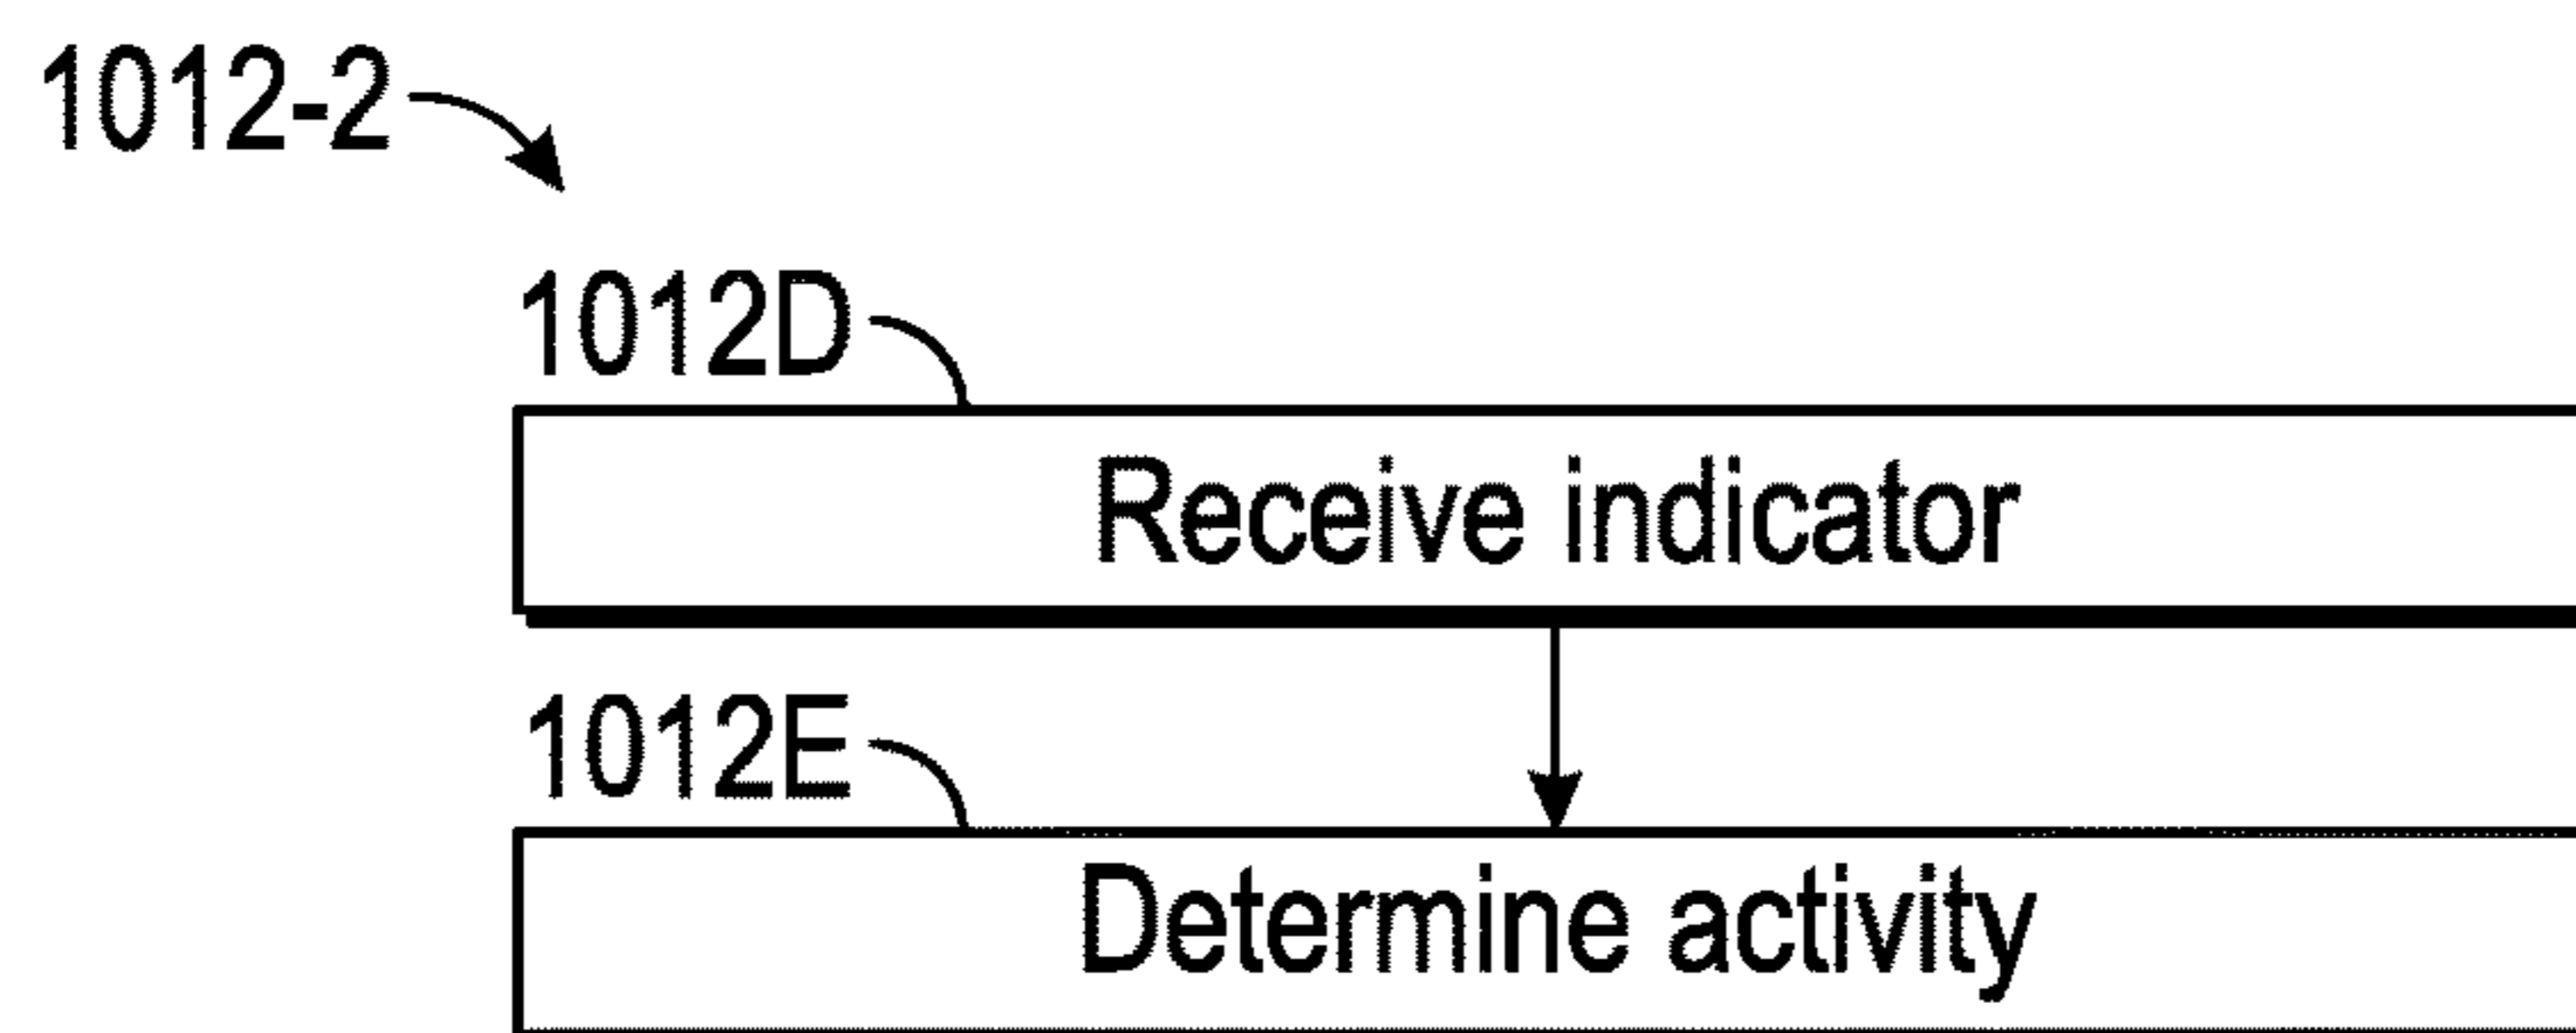 1012-2
1012D
Receive indicator
1012E
Determine activity